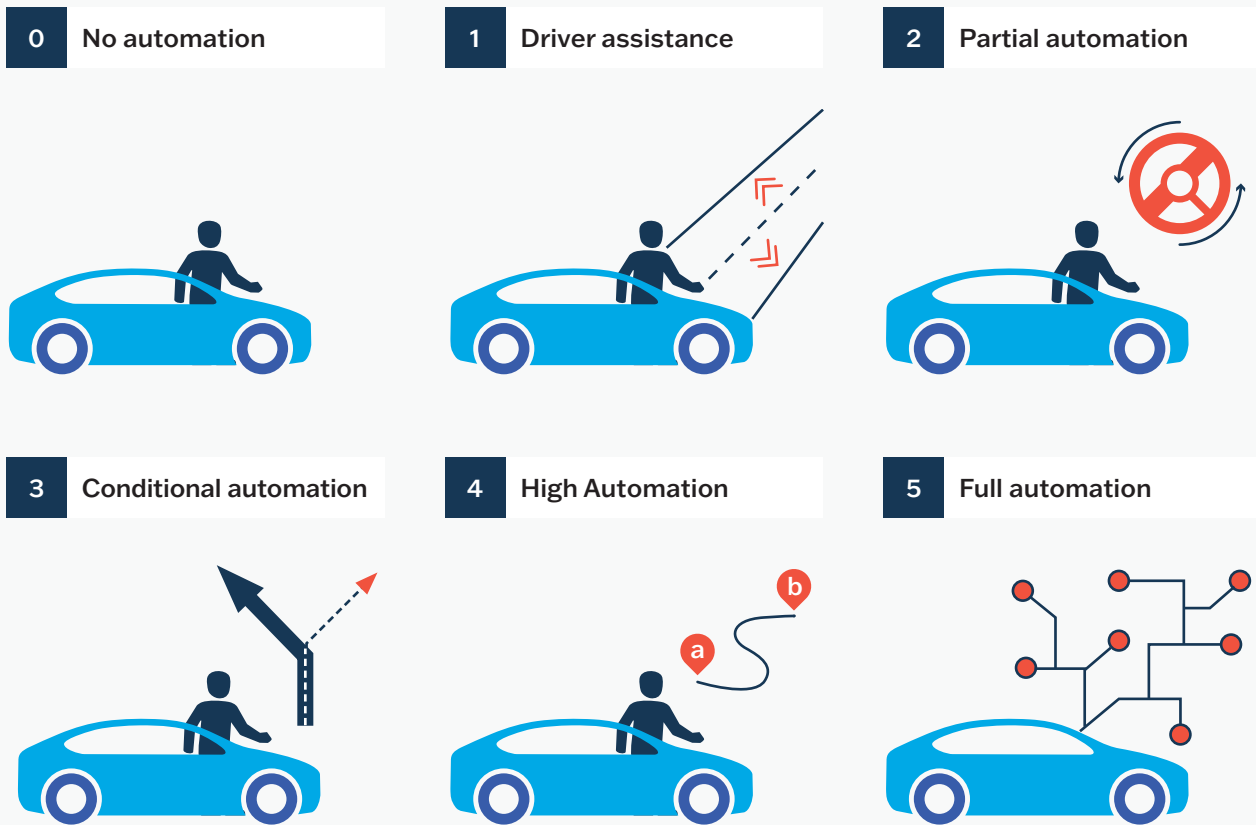 0 No automation
1 Driver assistance
2 Partial automation
3 Conditional automation
4 High Automation
5 Full automation
a
b